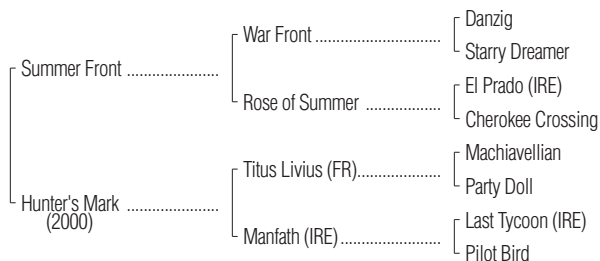 Danzig
War Front ........................................
Starry Dreamer
Summer Front .............................
El Prado (IRE)
Rose of Summer ........................
Cherokee Crossing
Machiavellian
Titus Livius (FR)..........................
Party Doll
Hunter's Mark .............................
(2000)
Last Tycoon (IRE)
Manfath (IRE)................................
Pilot Bird